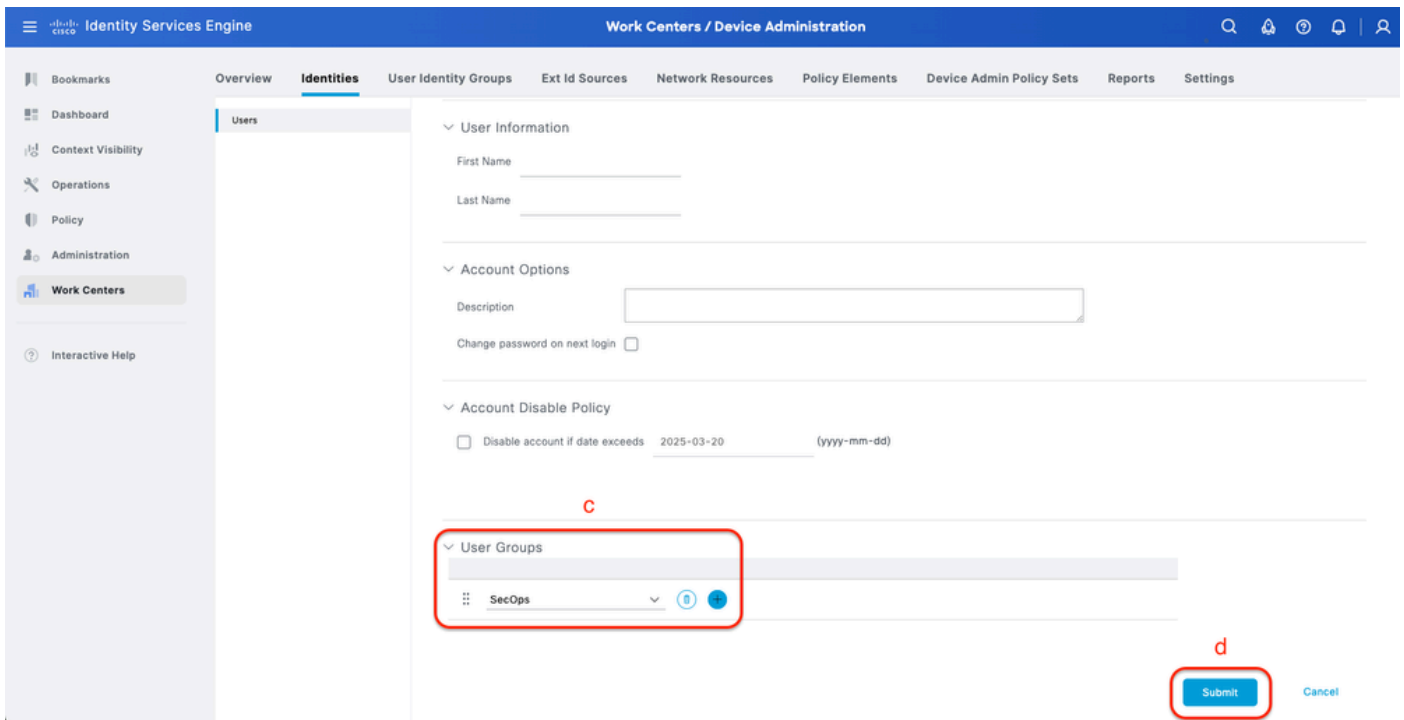 cisco Identity Services Engine
Work Centers / Device Administration
Bookmarks
Dashboard
Context Visibility
Operations
Policy
Administration
Work Centers
Interactive Help
Overview Identities User Identity Groups Ext Id Sources Network Resources Policy Elements Device Admin Policy Sets Reports Settings
Users
User Information
First Name
Last Name
Account Options
Description
Change password on next login
Account Disable Policy
Disable account if date exceeds 2025-03-20 (yyyy-mm-dd)
c
User Groups
SecOps
d
Submit Cancel